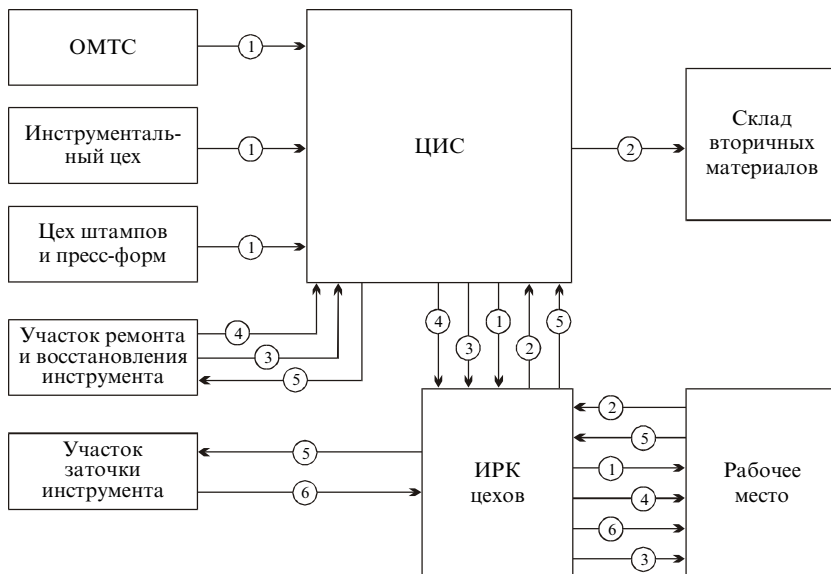 ОМТС
1
Инструменталь-
ный цех
1
Цех штампов
и пресс-форм
1
ЦИС
2
Склад
вторичных
материалов
Участок ремонта
и восстановления
инструмента
4
3
5
4
3
1
2
5
Участок
заточки
инструмента
5
6
ИРК
цехов
2
5
1
4
6
3
Рабочее
место